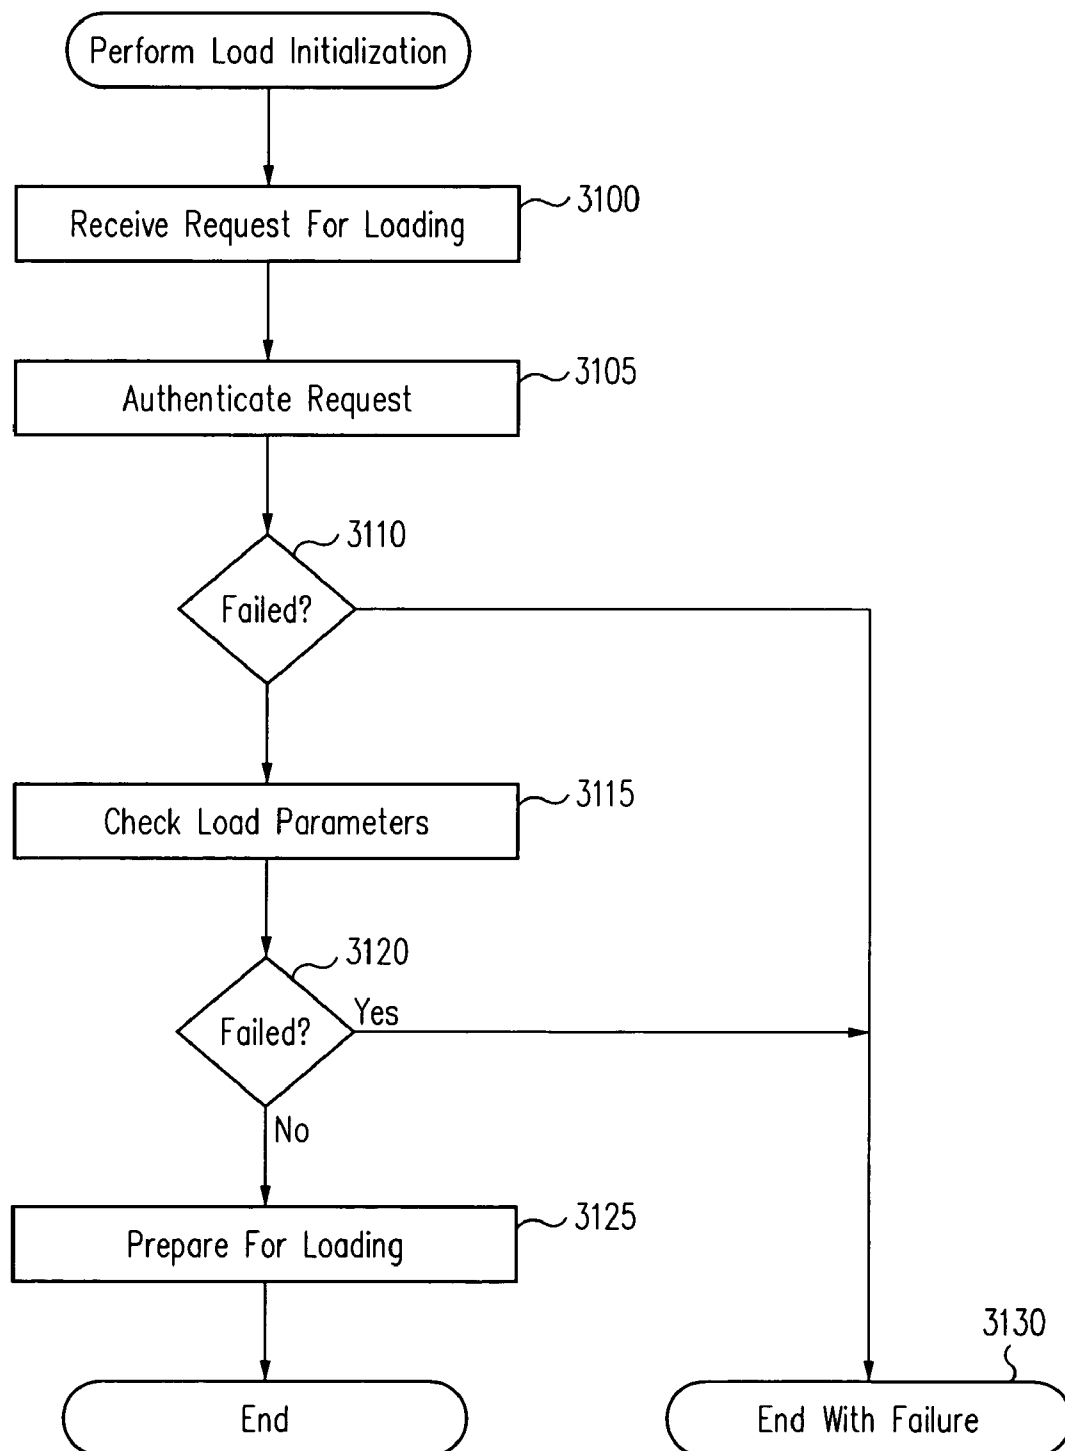 Perform Load Initialization
3100
Receive Request For Loading
3105
Authenticate Request
3110
Failed?
3115
Check Load Parameters
3120
Yes
Failed?
No
3125
Prepare For Loading
3130
End
End With Failure